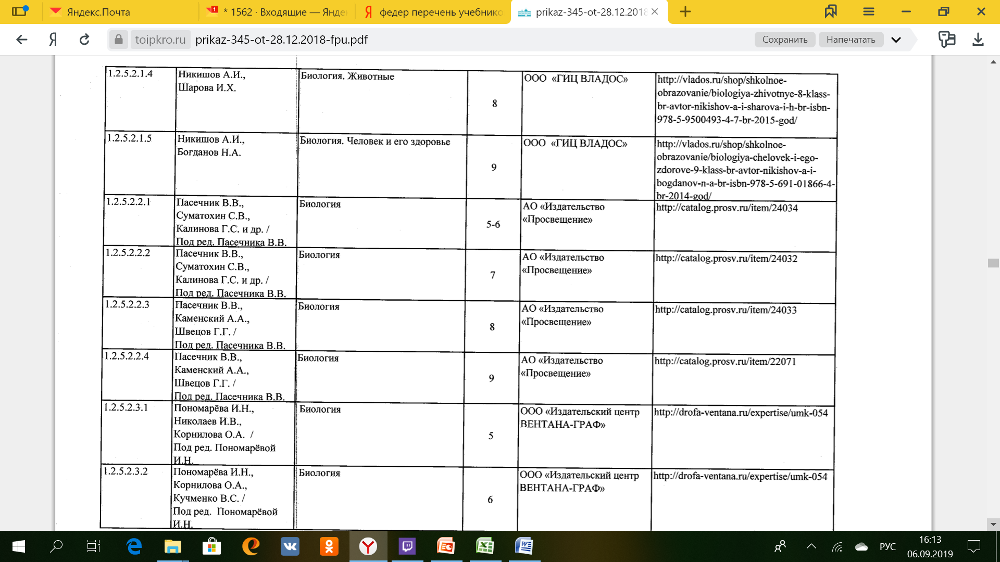 Яндекс.Почта
* 1562 · Входящие — Янде
федер перечень учебнико
prikaz-345-от-28.12.2018
toipkro.ru
prikaz-345-ot-28.12.2018-fpu.pdf
Сохранить
Напечатать
1.2.5.2.1.4
Никишов А.И.,
Шарова И.Х.
Биология. Животные
8
ООО «ГИЦ ВЛАДОС»
http://vlados.ru/shop/shkolnoe-
obrazovanie/biologiya-zhivotnye-8-klass-
br-avtor-nikishov-a-i-sharova-i-h-br-isbn-
978-5-9500493-4-7-br-2015-god/
1.2.5.2.1.5
Никишов А.И.,
Богданов Н.А.
Биология. Человек и его здоровье
9
ООО «ГИЦ ВЛАДОС»
http://vlados.ru/shop/shkolnoe-
obrazovanie/biologiya-chelovek-i-ego-
zdorove-9-klass-br-avtor-nikishov-a-i-
bogdanov-n-a-br-isbn-978-5-691-01866-4-
br-2014-god/
1.2.5.2.2.1
Пасечник В.В.,
Суматохин С.В.,
Калинова Г.С. и др. /
Под ред. Пасечника В.В.
Биология
5-6
АО «Издательство
«Просвещение»
http://catalog.prosv.ru/item/24034
1.2.5.2.2.2
Пасечник В.В.,
Суматохин С.В.,
Калинова Г.С. и др. /
Под ред. Пасечника В.В.
Биология
7
АО «Издательство
«Просвещение»
http://catalog.prosv.ru/item/24032
1.2.5.2.2.3
Пасечник В.В.,
Каменский А.А.,
Швецов Г.Г. /
Под ред. Пасечника В.В.
Биология
8
АО «Издательство
«Просвещение»
http://catalog.prosv.ru/item/24033
1.2.5.2.2.4
Пасечник В.В.,
Каменский А.А.,
Швецов Г.Г. /
Под ред. Пасечника В.В.
Биология
9
АО «Издательство
«Просвещение»
http://catalog.prosv.ru/item/22071
1.2.5.2.3.1
Пономарёва И.Н.,
Николаев И.В.,
Корнилова О.А. /
Под ред. Пономарёвой
И.Н.
Биология
5
ООО «Издательский центр
ВЕНТАНА-ГРАФ»
http://drofa-ventana.ru/expertise/umk-054
1.2.5.2.3.2
Пономарёва И.Н.,
Корнилова О.А.,
Кучменко В.С. /
Под ред. Пономарёвой
И.Н.
Биология
6
ООО «Издательский центр
ВЕНТАНА-ГРАФ»
http://drofa-ventana.ru/expertise/umk-054
РУС
16:13
06.09.2019